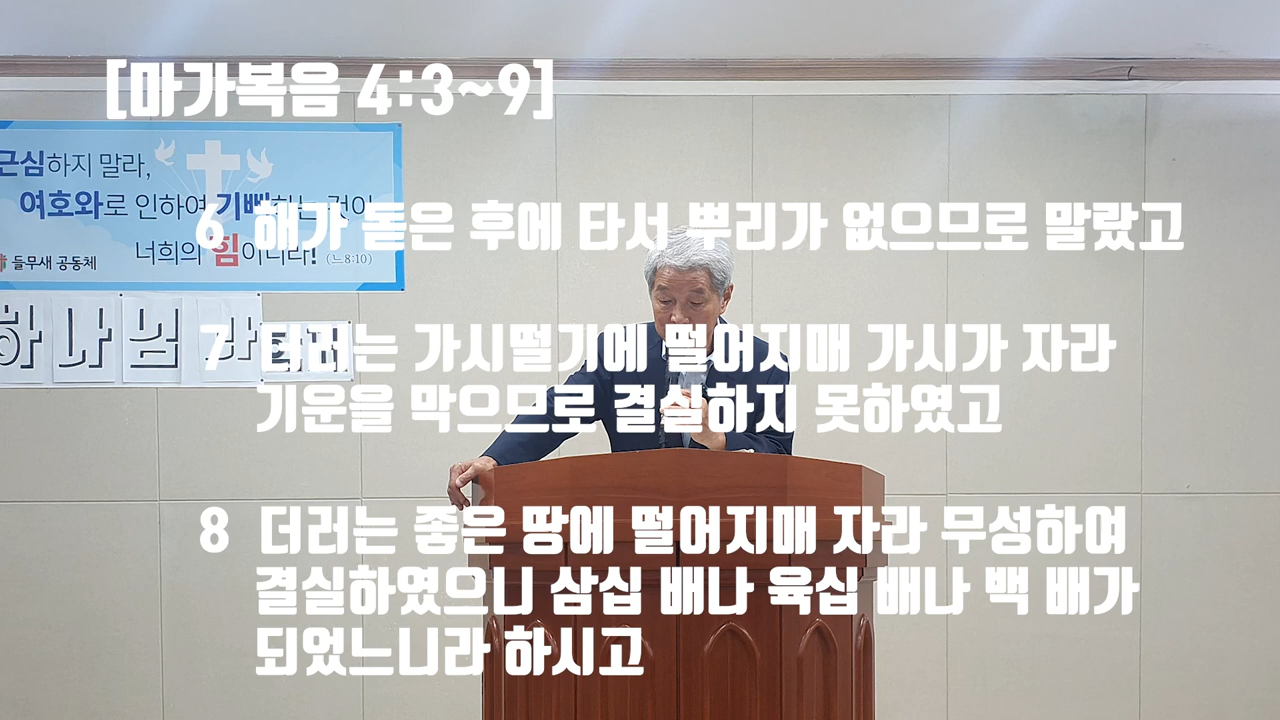 [마가복음 4:3~9]
근심하지 말라,
여호와로 인하여 기뻐하는 것이
너희의 힘이니라! (느8:10)
들무새 공동체
하나님
6 해가 돋은 후에 타서 뿌리가 없으므로 말랐고
7 더러는 가시떨기에 떨어지매 가시가 자라
기운을 막으므로 결실하지 못하였고
8 더러는 좋은 땅에 떨어지매 자라 무성하여
결실하였으니 삼십 배나 육십 배나 백 배가
되었느니라 하시고